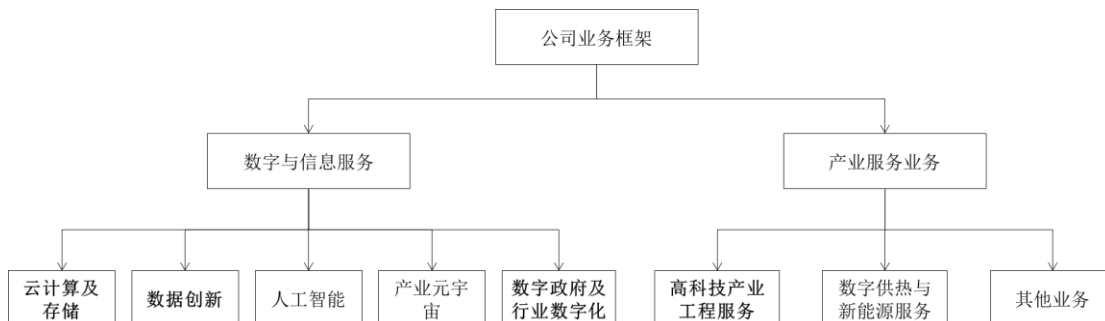 公司业务框架
数字与信息服务
产业服务业务
云计算及
存储
数据创新
人工智能
产业元宇
宙
数字政府及
行业数字化
高科技产业
工程服务
数字供热与
新能源服务
其他业务